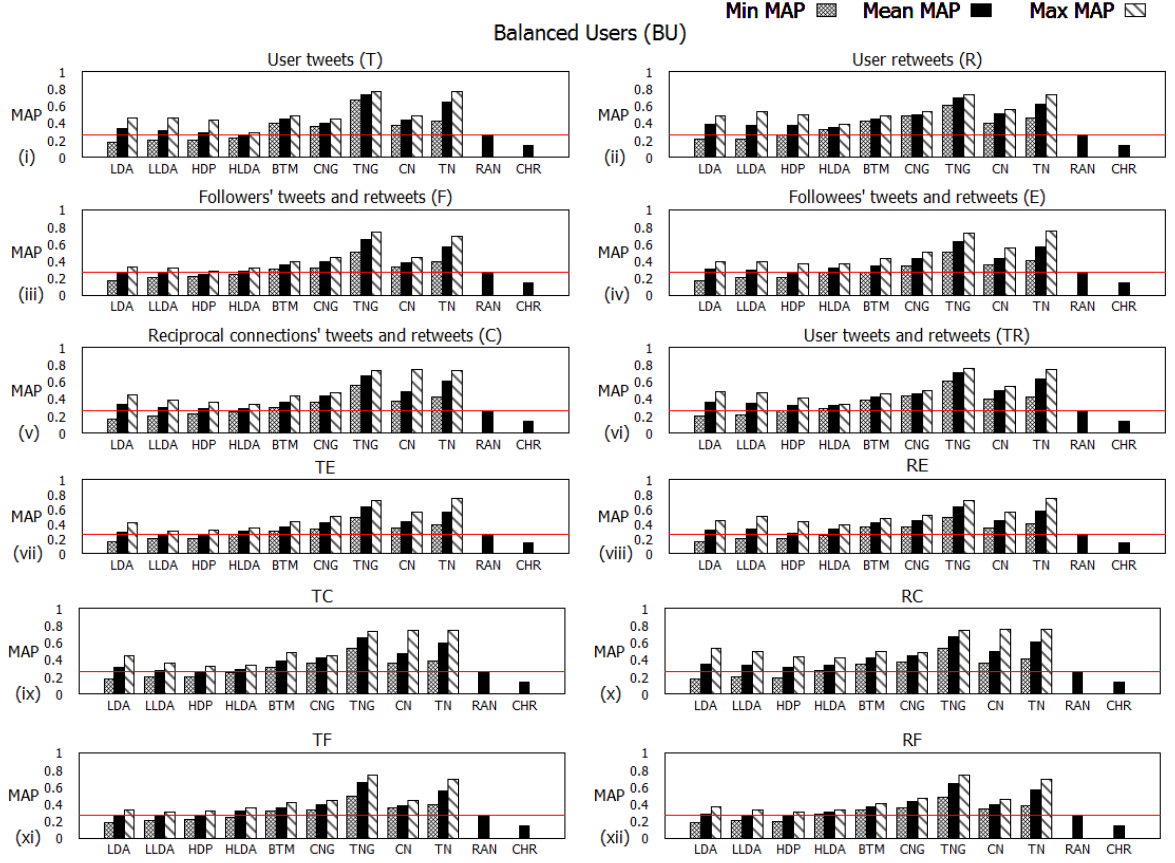 Min MAP Mean MAP Max MAP
Balanced Users (BU)
User tweets (T)
1
0.8
0.6
0.4
0.2
0
MAP
(i)
LDA LLDA HDP HLDA BTM CNG TNG CN TN RAN CHR
User retweets (R)
1
0.8
0.6
0.4
0.2
0
MAP
(ii)
LDA LLDA HDP HLDA BTM CNG TNG CN TN RAN CHR
Followers' tweets and retweets (F)
1
0.8
0.6
0.4
0.2
0
MAP
(iii)
LDA LLDA HDP HLDA BTM CNG TNG CN TN RAN CHR
Followees' tweets and retweets (E)
1
0.8
0.6
0.4
0.2
0
MAP
(iv)
LDA LLDA HDP HLDA BTM CNG TNG CN TN RAN CHR
Reciprocal connections' tweets and retweets (C)
1
0.8
0.6
0.4
0.2
0
MAP
(v)
LDA LLDA HDP HLDA BTM CNG TNG CN TN RAN CHR
User tweets and retweets (TR)
1
0.8
0.6
0.4
0.2
0
MAP
(vi)
LDA LLDA HDP HLDA BTM CNG TNG CN TN RAN CHR
TE
1
0.8
0.6
0.4
0.2
0
MAP
(vii)
LDA LLDA HDP HLDA BTM CNG TNG CN TN RAN CHR
RE
1
0.8
0.6
0.4
0.2
0
MAP
(viii)
LDA LLDA HDP HLDA BTM CNG TNG CN TN RAN CHR
TC
1
0.8
0.6
0.4
0.2
0
MAP
(ix)
LDA LLDA HDP HLDA BTM CNG TNG CN TN RAN CHR
RC
1
0.8
0.6
0.4
0.2
0
MAP
(x)
LDA LLDA HDP HLDA BTM CNG TNG CN TN RAN CHR
TF
1
0.8
0.6
0.4
0.2
0
MAP
(xi)
LDA LLDA HDP HLDA BTM CNG TNG CN TN RAN CHR
RF
1
0.8
0.6
0.4
0.2
0
MAP
(xii)
LDA LLDA HDP HLDA BTM CNG TNG CN TN RAN CHR